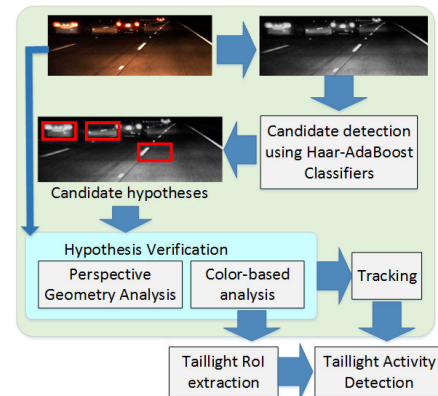 Candidate detection
using Haar-AdaBoost
Classifiers
Candidate hypotheses
Hypothesis Verification
Perspective
Geometry Analysis
Color-based
analysis
Tracking
Taillight RoI
extraction
Taillight Activity
Detection